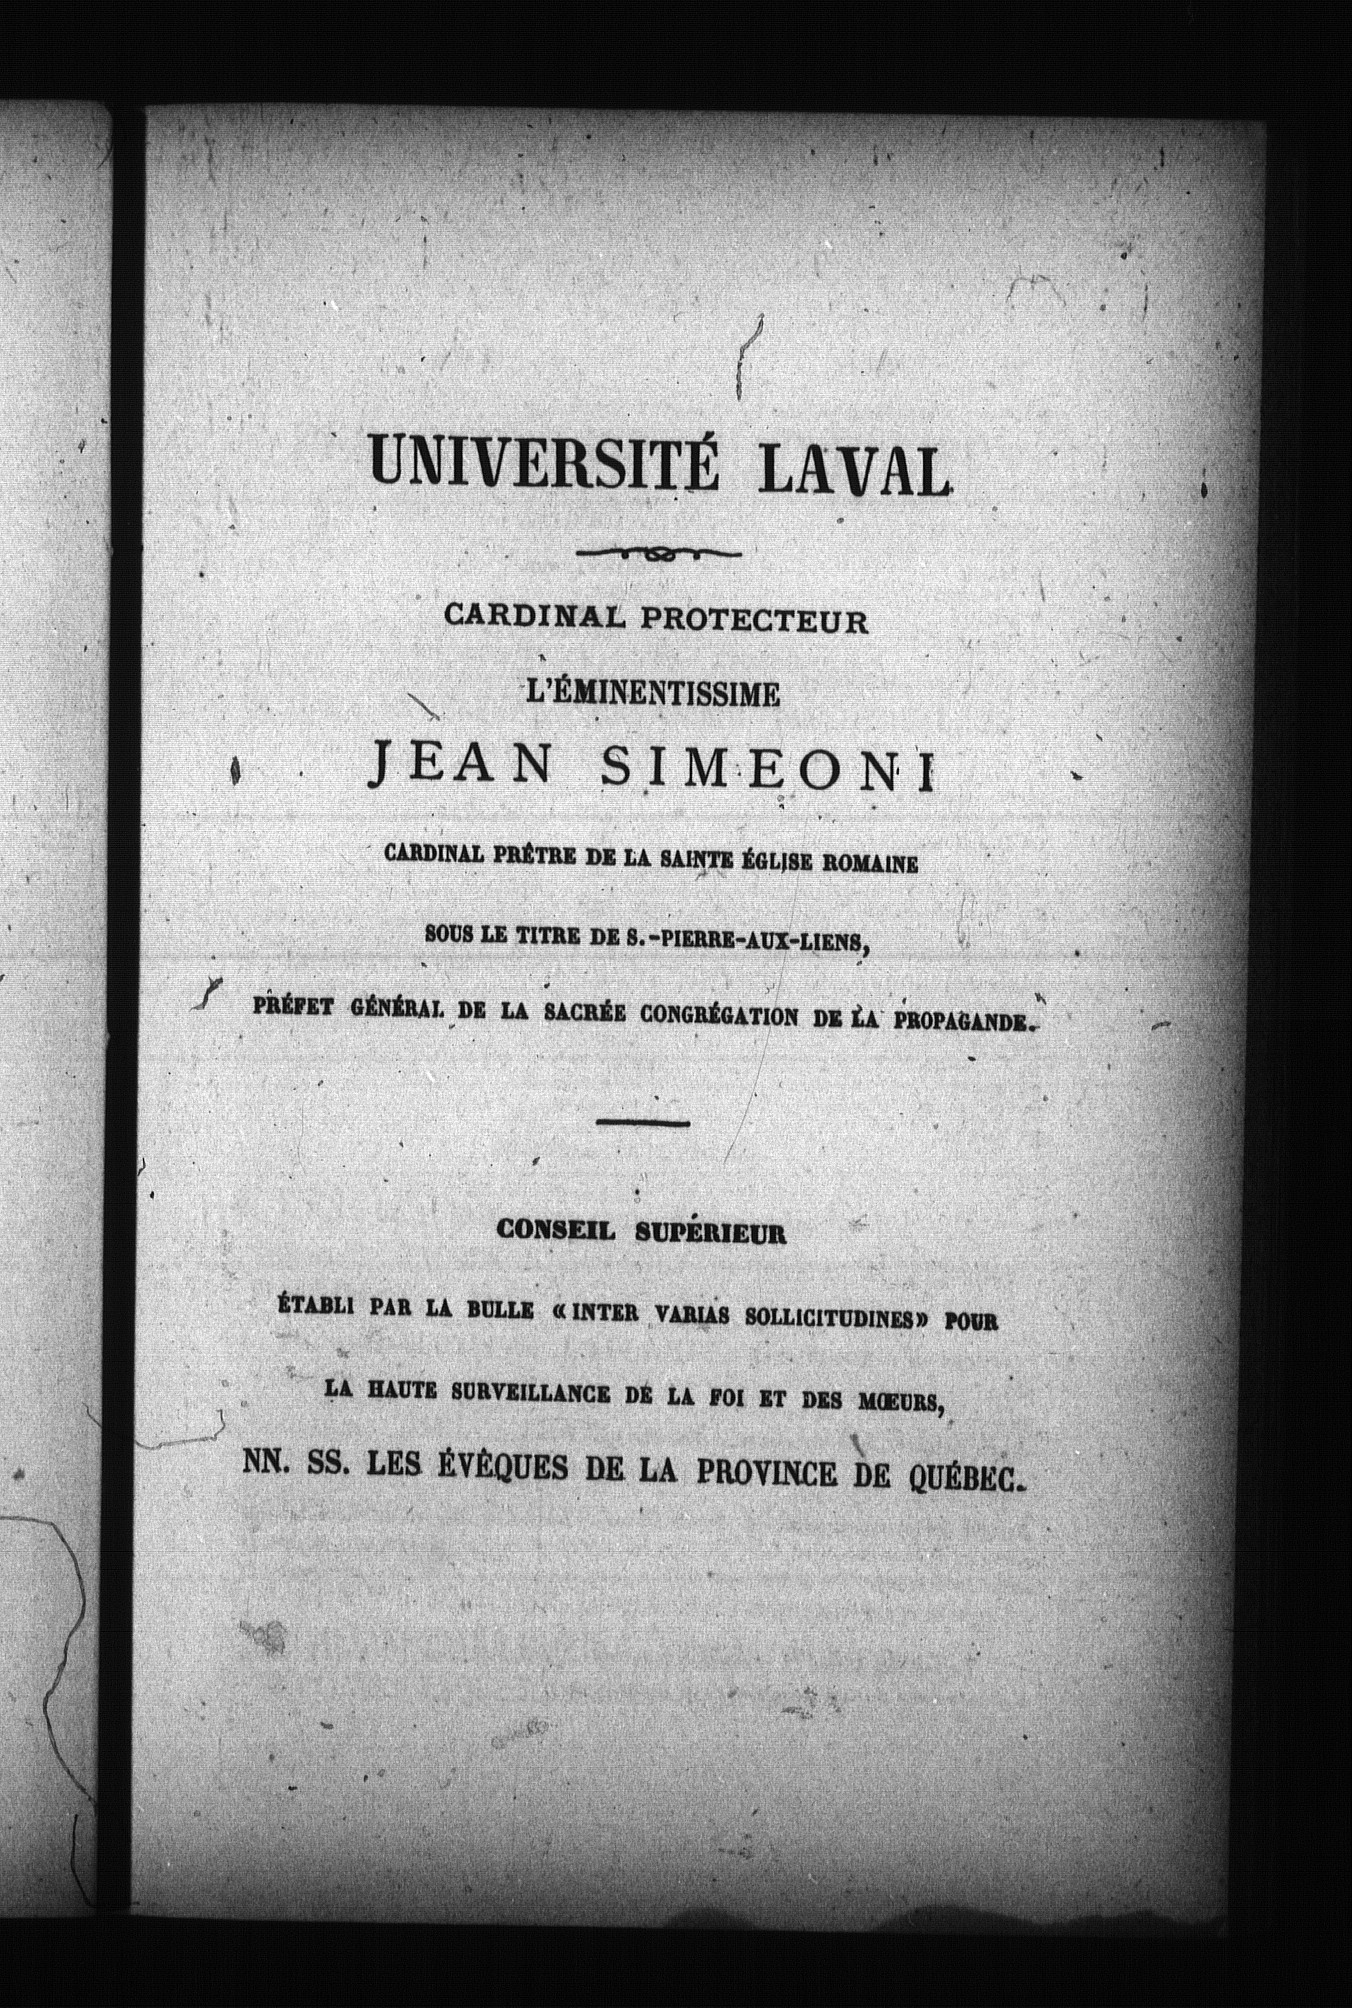 UNIVERSITÉ LAVAL
CARDINAL PROTECTEUR
L'ÉMINENTISSIME
JEAN SIMEONI
CARDINAL PRÊTRE DE LA SAINTE ÉGLISE ROMAINE
SOUS LE TITRE DE S.-PIERRE-AUX-LIENS,
PRÉFET GÉNÉRAL DE LA SACRÉE CONGRÉGATION DE LA PROPAGANDE.
CONSEIL SUPÉRIEUR
ÉTABLI PAR LA BULLE « INTER VARIAS SOLLICITUDINES» POUR
LA HAUTE SURVEILLANCE DE LA FOI ET DES MŒURS,
NN. SS. LES ÉVÊQUES DE LA PROVINCE DE QUÉBEC.